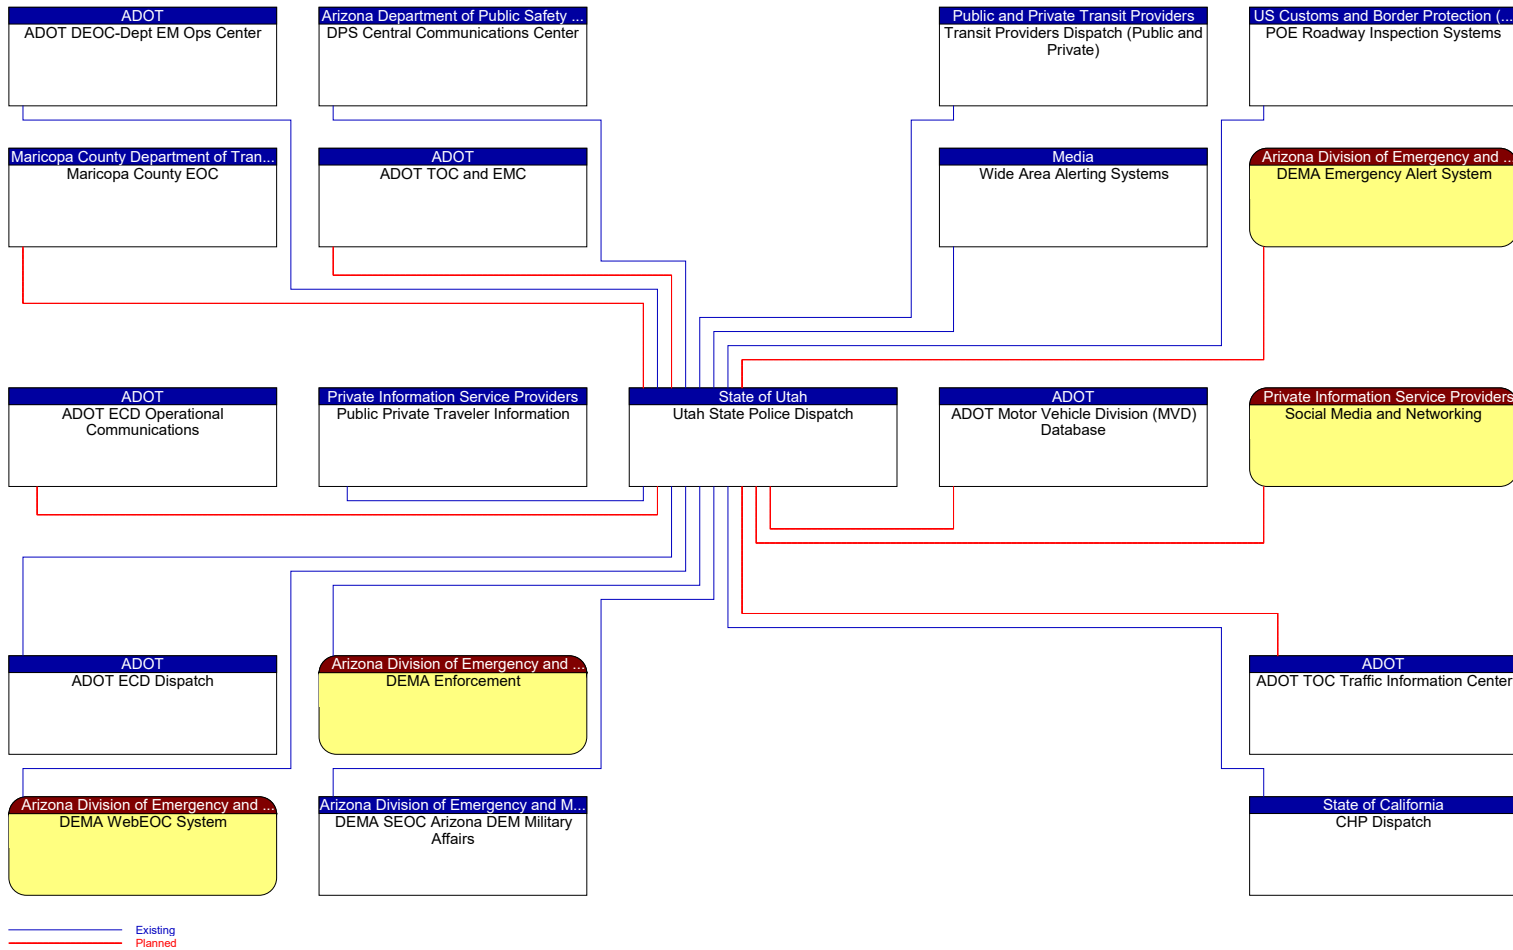 ADOT
ADOT DEOC-Dept EM Ops Center
Arizona Department of Public Safety ...
DPS Central Communications Center
Public and Private Transit Providers
Transit Providers Dispatch (Public and
Private)
US Customs and Border Protection (...
POE Roadway Inspection Systems
Maricopa County Department of Tran...
Maricopa County EOC
ADOT
ADOT TOC and EMC
Media
Wide Area Alerting Systems
Arizona Division of Emergency and ...
DEMA Emergency Alert System
ADOT
ADOT ECD Operational
Communications
Private Information Service Providers
Public Private Traveler Information
State of Utah
Utah State Police Dispatch
ADOT
ADOT Motor Vehicle Division (MVD)
Database
Private Information Service Providers
Social Media and Networking
ADOT
ADOT ECD Dispatch
Arizona Division of Emergency and ...
DEMA Enforcement
ADOT
ADOT TOC Traffic Information Center
Arizona Division of Emergency and ...
DEMA WebEOC System
Arizona Division of Emergency and M...
DEMA SEOC Arizona DEM Military
Affairs
State of California
CHP Dispatch
Existing
Planned